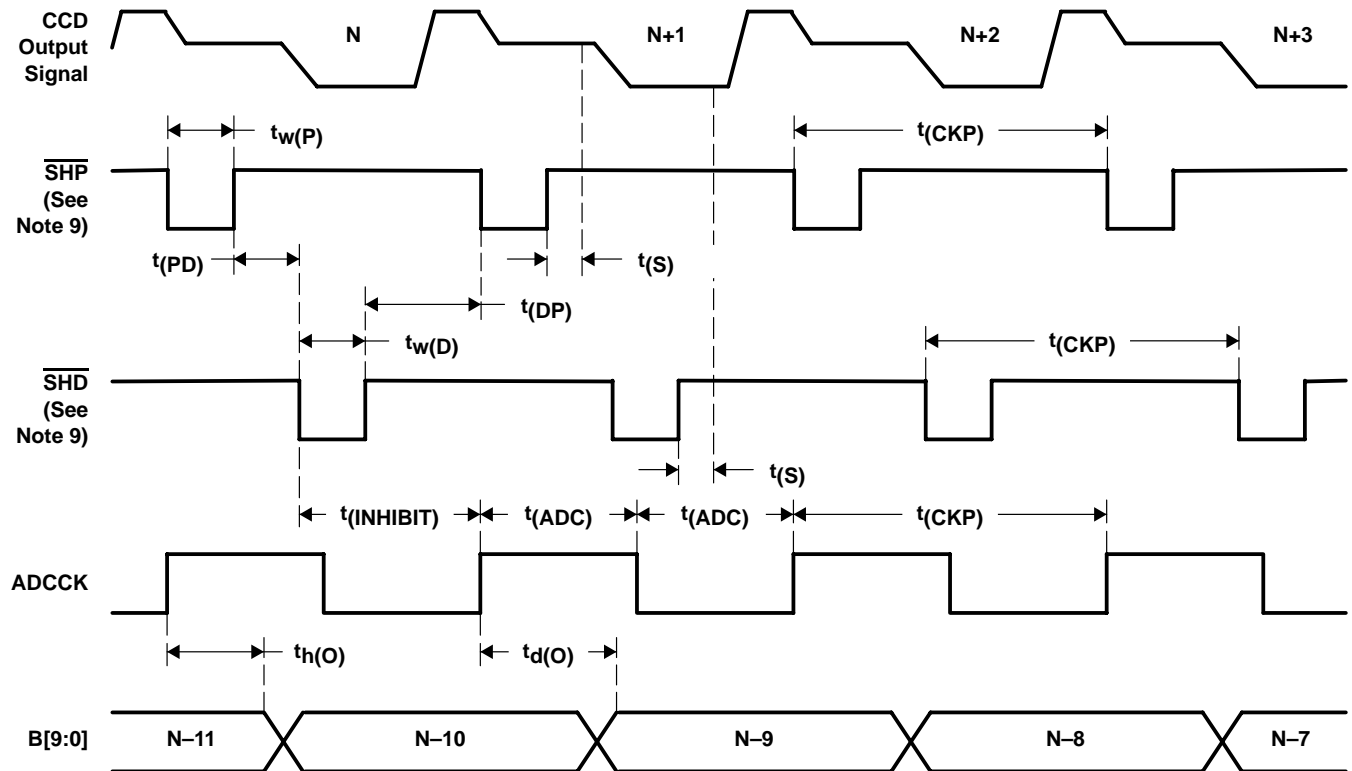 CCD
Output
Signal
N
N+1
N+2
N+3
tw(P)
t(CKP)
SHP
(See
Note 9)
t(PD)
t(S)
t(DP)
tw(D)
t(CKP)
SHD
(See
Note 9)
t(S)
t(INHIBIT)
t(ADC)
t(ADC)
t(CKP)
ADCCK
th(O)
td(O)
B[9:0]
N–11
N–10
N–9
N–8
N–7